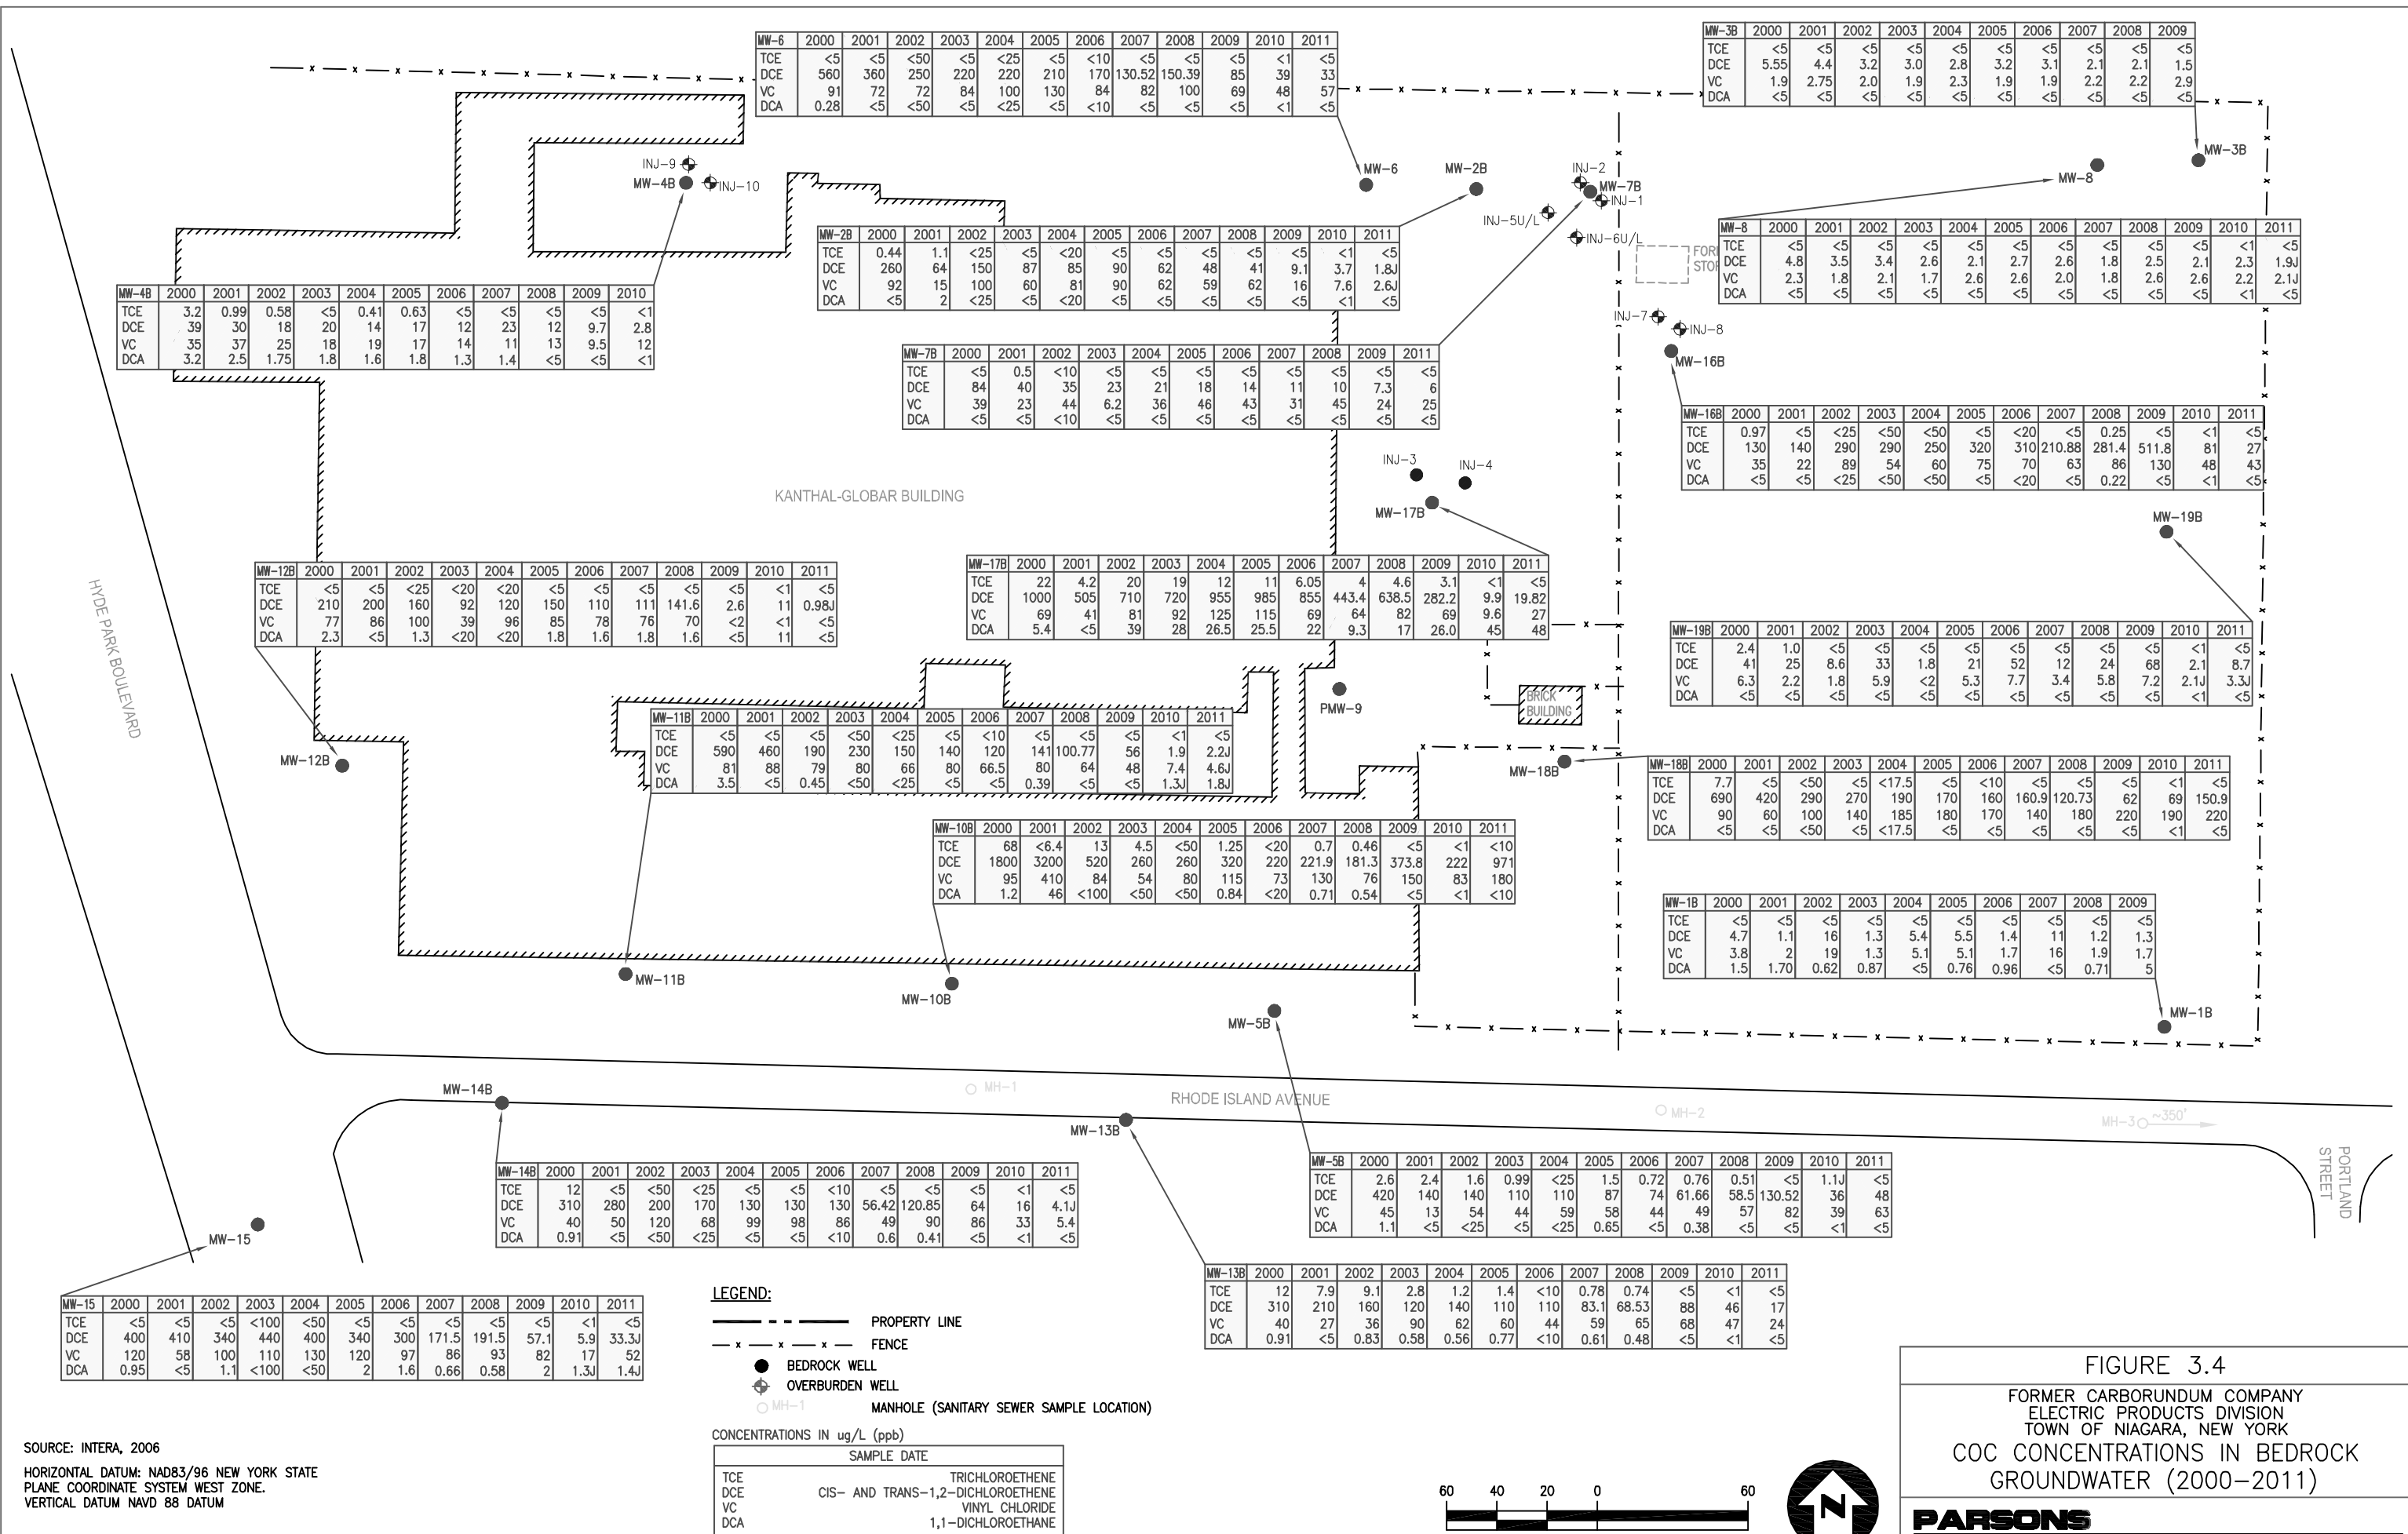 MW-6 2000 2001 2002 2003 2004 2005 2006 2007 2008 2009 2010 2011
TCE <5 <5 <50 <5 <25 <5 <10 <5 <5 <5 <1 <5
DCE 560 360 250 220 220 210 170 130.52 150.39 85 39 33
VC 91 72 72 84 100 130 84 82 100 69 48 57
DCA 0.28 <5 <50 <5 <25 <5 <10 <5 <5 <5 <1 <5
MW-3B 2000 2001 2002 2003 2004 2005 2006 2007 2008 2009
TCE <5 <5 <5 <5 <5 <5 <5 <5 <5 <5
DCE 5.55 4.4 3.2 3.0 2.8 3.2 3.1 2.1 2.1 1.5
VC 1.9 2.75 2.0 1.9 2.3 1.9 1.9 2.2 2.2 2.9
DCA <5 <5 <5 <5 <5 <5 <5 <5 <5 <5
INJ-9
MW-4B
INJ-10
MW-6
MW-2B
INJ-2
MW-7B
INJ-1
INJ-5U/L
INJ-6U/L
MW-8
MW-3B
MW-2B 2000 2001 2002 2003 2004 2005 2006 2007 2008 2009 2010 2011
TCE 0.44 1.1 <25 <5 <20 <5 <5 <5 <5 <5 <1 <5
DCE 260 64 150 87 85 90 62 48 41 9.1 3.7 1.8J
VC 92 15 100 60 81 90 62 59 62 16 7.6 2.6J
DCA <5 2 <25 <5 <20 <5 <5 <5 <5 <5 <1 <5
FOR
STO
MW-8 2000 2001 2002 2003 2004 2005 2006 2007 2008 2009 2010 2011
TCE <5 <5 <5 <5 <5 <5 <5 <5 <5 <5 <1 <5
DCE 4.8 3.5 3.4 2.6 2.1 2.7 2.6 1.8 2.5 2.1 2.3 1.9J
VC 2.3 1.8 2.1 1.7 2.6 2.6 2.0 1.8 2.6 2.6 2.2 2.1J
DCA <5 <5 <5 <5 <5 <5 <5 <5 <5 <5 <1 <5
MW-4B 2000 2001 2002 2003 2004 2005 2006 2007 2008 2009 2010
TCE 3.2 0.99 0.58 <5 0.41 0.63 <5 <5 <5 <5 <1
DCE 39 30 18 20 14 17 12 23 12 9.7 2.8
VC 35 37 25 18 19 17 14 11 13 9.5 12
DCA 3.2 2.5 1.75 1.8 1.6 1.8 1.3 1.4 <5 <5 <1
INJ-7
INJ-8
MW-16B
MW-7B 2000 2001 2002 2003 2004 2005 2006 2007 2008 2009 2011
TCE <5 0.5 <10 <5 <5 <5 <5 <5 <5 <5 <5
DCE 84 40 35 23 21 18 14 11 10 7.3 6
VC 39 23 44 6.2 36 46 43 31 45 24 25
DCA <5 <5 <10 <5 <5 <5 <5 <5 <5 <5 <5
MW-16B 2000 2001 2002 2003 2004 2005 2006 2007 2008 2009 2010 2011
TCE 0.97 <5 <25 <50 <50 <5 <20 <5 0.25 <5 <1 <5
DCE 130 140 290 290 250 320 310 210.88 281.4 511.8 81 27
VC 35 22 89 54 60 75 70 63 86 130 48 43
DCA <5 <5 <25 <50 <50 <5 <20 <5 0.22 <5 <1 <5
INJ-3
INJ-4
MW-17B
KANTHAL-GLOBAR BUILDING
MW-19B
MW-12B 2000 2001 2002 2003 2004 2005 2006 2007 2008 2009 2010 2011
TCE <5 <5 <25 <20 <20 <5 <5 <5 <5 <5 <1 <5
DCE 210 200 160 92 120 150 110 111 141.6 2.6 11 0.98J
VC 77 86 100 39 96 85 78 76 70 <2 <1 <5
DCA 2.3 <5 1.3 <20 <20 1.8 1.6 1.8 1.6 <5 11 <5
MW-17B 2000 2001 2002 2003 2004 2005 2006 2007 2008 2009 2010 2011
TCE 22 4.2 20 19 12 11 6.05 4 4.6 3.1 <1 <5
DCE 1000 505 710 720 955 985 855 443.4 638.5 282.2 9.9 19.82
VC 69 41 81 92 125 115 69 64 82 69 9.6 27
DCA 5.4 <5 39 28 26.5 25.5 22 9.3 17 26.0 45 48
HYDE PARK BOULEVARD
MW-19B 2000 2001 2002 2003 2004 2005 2006 2007 2008 2009 2010 2011
TCE 2.4 1.0 <5 <5 <5 <5 <5 <5 <5 <5 <1 <5
DCE 41 25 8.6 33 1.8 21 52 12 24 68 2.1 8.7
VC 6.3 2.2 1.8 5.9 <2 5.3 7.7 3.4 5.8 7.2 2.1J 3.3J
DCA <5 <5 <5 <5 <5 <5 <5 <5 <5 <5 <1 <5
PMW-9
BRICK
BUILDING
MW-11B 2000 2001 2002 2003 2004 2005 2006 2007 2008 2009 2010 2011
TCE <5 <5 <5 <50 <25 <5 <10 <5 <5 <5 <1 <5
DCE 590 460 190 230 150 140 120 141 100.77 56 1.9 2.2J
VC 81 88 79 80 66 80 66.5 80 64 48 7.4 4.6J
DCA 3.5 <5 0.45 <50 <25 <5 <5 0.39 <5 <5 1.3J 1.8J
MW-12B
MW-18B
MW-18B 2000 2001 2002 2003 2004 2005 2006 2007 2008 2009 2010 2011
TCE 7.7 <5 <50 <5 <17.5 <5 <10 <5 <5 <5 <1 <5
DCE 690 420 290 270 190 170 160 160.9 120.73 62 69 150.9
VC 90 60 100 140 185 180 170 140 180 220 190 220
DCA <5 <5 <50 <5 <17.5 <5 <5 <5 <5 <5 <1 <5
MW-10B 2000 2001 2002 2003 2004 2005 2006 2007 2008 2009 2010 2011
TCE 68 <6.4 13 4.5 <50 1.25 <20 0.7 0.46 <5 <1 <10
DCE 1800 3200 520 260 260 320 220 221.9 181.3 373.8 222 971
VC 95 410 84 54 80 115 73 130 76 150 83 180
DCA 1.2 46 <100 <50 <50 0.84 <20 0.71 0.54 <5 <1 <10
MW-1B 2000 2001 2002 2003 2004 2005 2006 2007 2008 2009
TCE <5 <5 <5 <5 <5 <5 <5 <5 <5 <5
DCE 4.7 1.1 16 1.3 5.4 5.5 1.4 11 1.2 1.3
VC 3.8 2 19 1.3 5.1 5.1 1.7 16 1.9 1.7
DCA 1.5 1.70 0.62 0.87 <5 0.76 0.96 <5 0.71 5
MW-11B
MW-10B
MW-5B
MW-1B
MW-14B
MH-1
RHODE ISLAND AVENUE
MH-2
MH-3 ~350'
MW-13B
PORTLAND
STREET
MW-14B 2000 2001 2002 2003 2004 2005 2006 2007 2008 2009 2010 2011
TCE 12 <5 <50 <25 <5 <5 <10 <5 <5 <5 <1 <5
DCE 310 280 200 170 130 130 130 56.42 120.85 64 16 4.1J
VC 40 50 120 68 99 98 86 49 90 86 33 5.4
DCA 0.91 <5 <50 <25 <5 <5 <10 0.6 0.41 <5 <1 <5
MW-5B 2000 2001 2002 2003 2004 2005 2006 2007 2008 2009 2010 2011
TCE 2.6 2.4 1.6 0.99 <25 1.5 0.72 0.76 0.51 <5 1.1J <5
DCE 420 140 140 110 110 87 74 61.66 58.5 130.52 36 48
VC 45 13 54 44 59 58 44 49 57 82 39 63
DCA 1.1 <5 <25 <5 <25 0.65 <5 0.38 <5 <5 <1 <5
MW-15
MW-13B 2000 2001 2002 2003 2004 2005 2006 2007 2008 2009 2010 2011
TCE 12 7.9 9.1 2.8 1.2 1.4 <10 0.78 0.74 <5 <1 <5
DCE 310 210 160 120 140 110 110 83.1 68.53 88 46 17
VC 40 27 36 90 62 60 44 59 65 68 47 24
DCA 0.91 <5 0.83 0.58 0.56 0.77 <10 0.61 0.48 <5 <1 <5
MW-15 2000 2001 2002 2003 2004 2005 2006 2007 2008 2009 2010 2011
TCE <5 <5 <5 <100 <50 <5 <5 <5 <5 <5 <1 <5
DCE 400 410 340 440 400 340 300 171.5 191.5 57.1 5.9 33.3J
VC 120 58 100 110 130 120 97 86 93 82 17 52
DCA 0.95 <5 1.1 <100 <50 2 1.6 0.66 0.58 2 1.3J 1.4J
LEGEND:
PROPERTY LINE
FENCE
BEDROCK WELL
OVERBURDEN WELL
MH-1 MANHOLE (SANITARY SEWER SAMPLE LOCATION)
CONCENTRATIONS IN ug/L (ppb)
SAMPLE DATE
TCE TRICHLOROETHENE
DCE CIS- AND TRANS-1,2-DICHLOROETHENE
VC VINYL CHLORIDE
DCA 1,1-DICHLOROETHANE
SOURCE: INTERA, 2006
HORIZONTAL DATUM: NAD83/96 NEW YORK STATE
PLANE COORDINATE SYSTEM WEST ZONE.
VERTICAL DATUM NAVD 88 DATUM
60 40 20 0 60
N
FIGURE 3.4
FORMER CARBORUNDUM COMPANY
ELECTRIC PRODUCTS DIVISION
TOWN OF NIAGARA, NEW YORK
COC CONCENTRATIONS IN BEDROCK
GROUNDWATER (2000-2011)
PARSONS